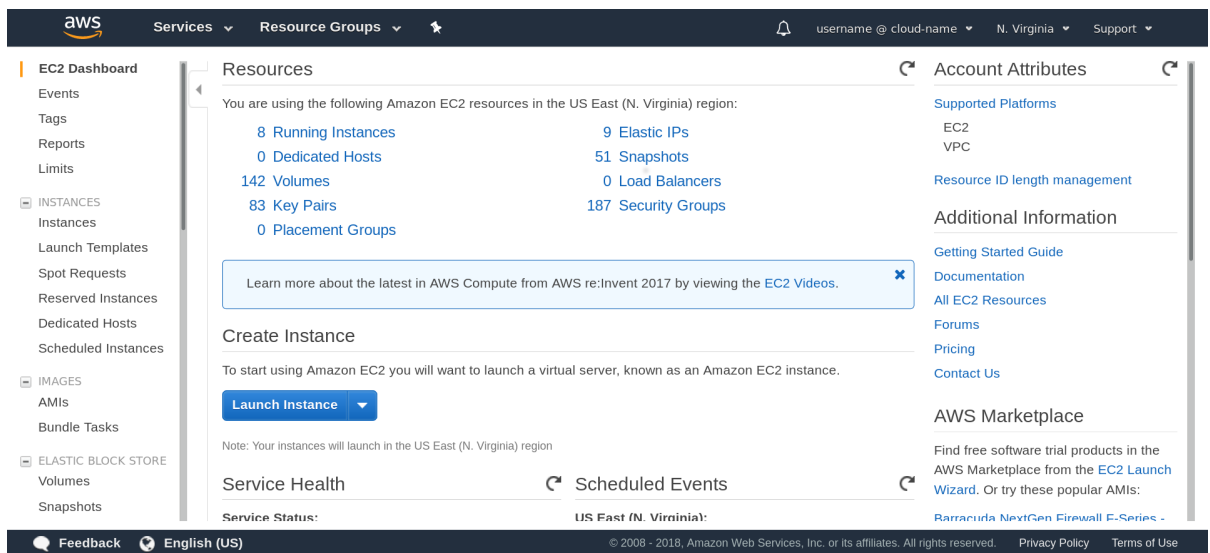 aws
Services
Resource Groups
username @ cloud-name
N. Virginia
Support
EC2 Dashboard
Events
Tags
Reports
Limits
INSTANCES
Instances
Launch Templates
Spot Requests
Reserved Instances
Dedicated Hosts
Scheduled Instances
IMAGES
AMIs
Bundle Tasks
ELASTIC BLOCK STORE
Volumes
Snapshots
Resources
You are using the following Amazon EC2 resources in the US East (N. Virginia) region:
8 Running Instances
0 Dedicated Hosts
142 Volumes
83 Key Pairs
0 Placement Groups
9 Elastic IPs
51 Snapshots
0 Load Balancers
187 Security Groups
Learn more about the latest in AWS Compute from AWS re:Invent 2017 by viewing the EC2 Videos.
Create Instance
To start using Amazon EC2 you will want to launch a virtual server, known as an Amazon EC2 instance.
Launch Instance
Note: Your instances will launch in the US East (N. Virginia) region
Service Health
Service Status:
Scheduled Events
US East (N. Virginia):
Account Attributes
Supported Platforms
EC2
VPC
Resource ID length management
Additional Information
Getting Started Guide
Documentation
All EC2 Resources
Forums
Pricing
Contact Us
AWS Marketplace
Find free software trial products in the
AWS Marketplace from the EC2 Launch
Wizard. Or try these popular AMIs:
Barracuda NextGen Firewall F-Series -
Feedback
English (US)
© 2008 - 2018, Amazon Web Services, Inc. or its affiliates. All rights reserved.
Privacy Policy
Terms of Use